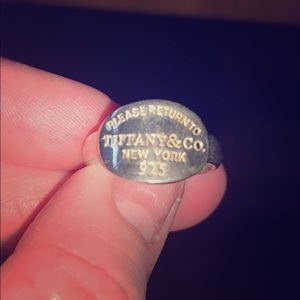 PLEASE RETURN TO
TIFFANY & CO.
NEW YORK
925